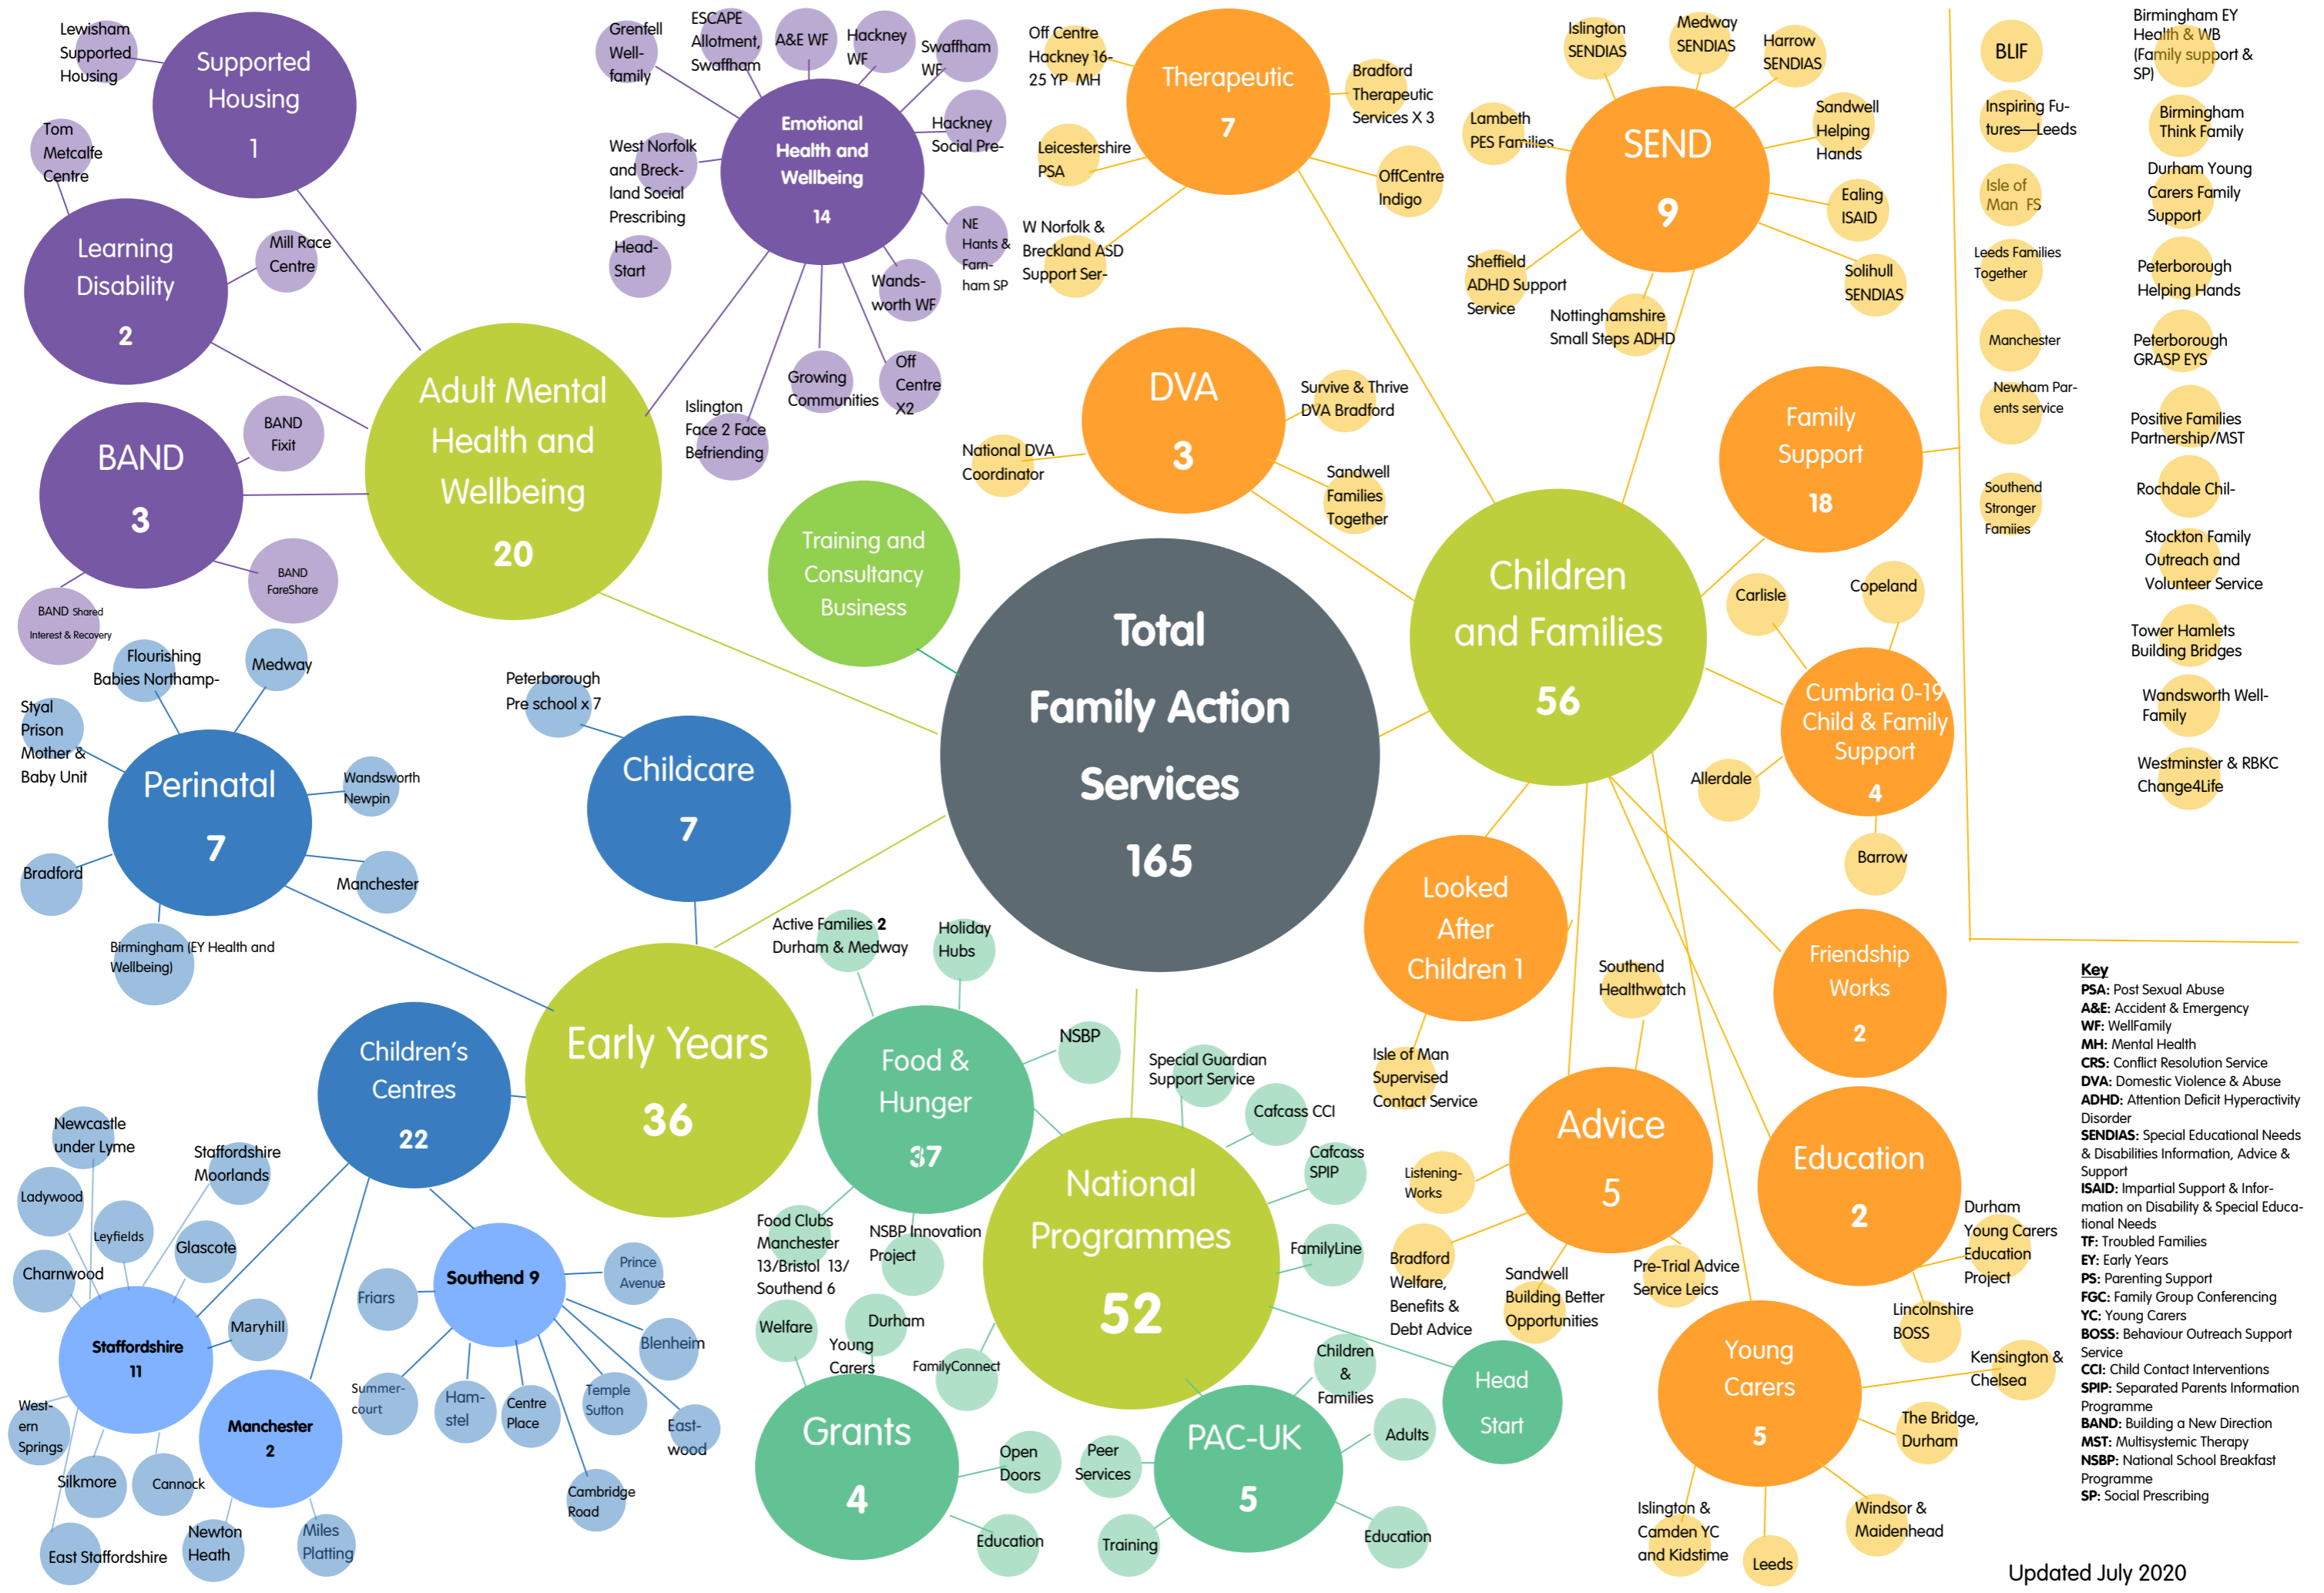 Lewisham
Supported
Housing
Supported
Housing
1
Tom
Metcalfe
Centre
Learning
Disability
2
Mill Race
Centre
BAND
3
BAND
Fixit
BAND
FareShare
BAND Shared
Interest & Recovery
Adult Mental
Health and
Wellbeing
20
Grenfell
Well-
family
ESCAPE
Allotment,
Swaffham
A&E WF
Hackney
WF
Swaffham
WF
Hackney
Social Pre-
Emotional
Health and
Wellbeing
14
West Norfolk
and Breck-
land Social
Prescribing
Head-
Start
NE
Hants &
Farn-
ham SP
Wands-
worth WF
Off
Centre
X2
Growing
Communities
Islington
Face 2 Face
Befriending
Off Centre
Hackney 16-
25 YP  MH
Therapeutic
7
Bradford
Therapeutic
Services X 3
Leicestershire
PSA
OffCentre
Indigo
W Norfolk &
Breckland ASD
Support Ser-
Islington
SENDIAS
Medway
SENDIAS
Harrow
SENDIAS
Lambeth
PES Families
SEND
9
Sandwell
Helping
Hands
Ealing
ISAID
Solihull
SENDIAS
Sheffield
ADHD Support
Service
Nottinghamshire
Small Steps ADHD
DVA
3
Survive & Thrive
DVA Bradford
National DVA
Coordinator
Sandwell
Families
Together
Family
Support
18
BLIF
Inspiring Fu-
tures—Leeds
Isle of
Man  FS
Leeds Families
Together
Manchester
Newham Par-
ents service
Southend
Stronger
Famiies
Birmingham EY
Health & WB
(Family support &
SP)
Birmingham
Think Family
Durham Young
Carers Family
Support
Peterborough
Helping Hands
Peterborough
GRASP EYS
Positive Families
Partnership/MST
Rochdale Chil-
Stockton Family
Outreach and
Volunteer Service
Tower Hamlets
Building Bridges
Wandsworth Well-
Family
Westminster & RBKC
Change4Life
Training and
Consultancy
Business
Total
Family Action
Services
165
Children
and Families
56
Carlisle
Copeland
Cumbria 0-19
Child & Family
Support
4
Allerdale
Barrow
Flourishing
Babies Northamp-
Medway
Styal
Prison
Mother &
Baby Unit
Perinatal
7
Wandsworth
Newpin
Bradford
Manchester
Birmingham (EY Health and
Wellbeing)
Peterborough
Pre school x 7
Childcare
7
Early Years
36
Children's
Centres
22
Newcastle
under Lyme
Staffordshire
Moorlands
Ladywood
Leyfields
Glascote
Charnwood
Staffordshire
11
Maryhill
West-
ern
Springs
Silkmore
Cannock
East Staffordshire
Manchester
2
Newton
Heath
Miles
Platting
Southend 9
Prince
Avenue
Friars
Blenheim
Summer-
court
Ham-
stel
Centre
Place
Temple
Sutton
East-
wood
Cambridge
Road
Active Families 2
Durham & Medway
Holiday
Hubs
Food &
Hunger
37
NSBP
Food Clubs
Manchester
13/Bristol  13/
Southend 6
NSBP Innovation
Project
Special Guardian
Support Service
Cafcass CCI
Cafcass
SPIP
National
Programmes
52
FamilyLine
FamilyConnect
Welfare
Durham
Young
Carers
Grants
4
Open
Doors
Education
Children
&
Families
PAC-UK
5
Adults
Peer
Services
Training
Education
Head
Start
Looked
After
Children 1
Isle of Man
Supervised
Contact Service
Southend
Healthwatch
Advice
5
Listening-
Works
Bradford
Welfare,
Benefits &
Debt Advice
Sandwell
Building Better
Opportunities
Pre-Trial Advice
Service Leics
Friendship
Works
2
Education
2
Durham
Young Carers
Education
Project
Lincolnshire
BOSS
Young
Carers
5
Kensington &
Chelsea
The Bridge,
Durham
Windsor &
Maidenhead
Leeds
Islington &
Camden YC
and Kidstime
Key
PSA: Post Sexual Abuse
A&E: Accident & Emergency
WF: WellFamily
MH: Mental Health
CRS: Conflict Resolution Service
DVA: Domestic Violence & Abuse
ADHD: Attention Deficit Hyperactivity
Disorder
SENDIAS: Special Educational Needs
& Disabilities Information, Advice &
Support
ISAID: Impartial Support & Infor-
mation on Disability & Special Educa-
tional Needs
TF: Troubled Families
EY: Early Years
PS: Parenting Support
FGC: Family Group Conferencing
YC: Young Carers
BOSS: Behaviour Outreach Support
Service
CCI: Child Contact Interventions
SPIP: Separated Parents Information
Programme
BAND: Building a New Direction
MST: Multisystemic Therapy
NSBP: National School Breakfast
Programme
SP: Social Prescribing
Updated July 2020